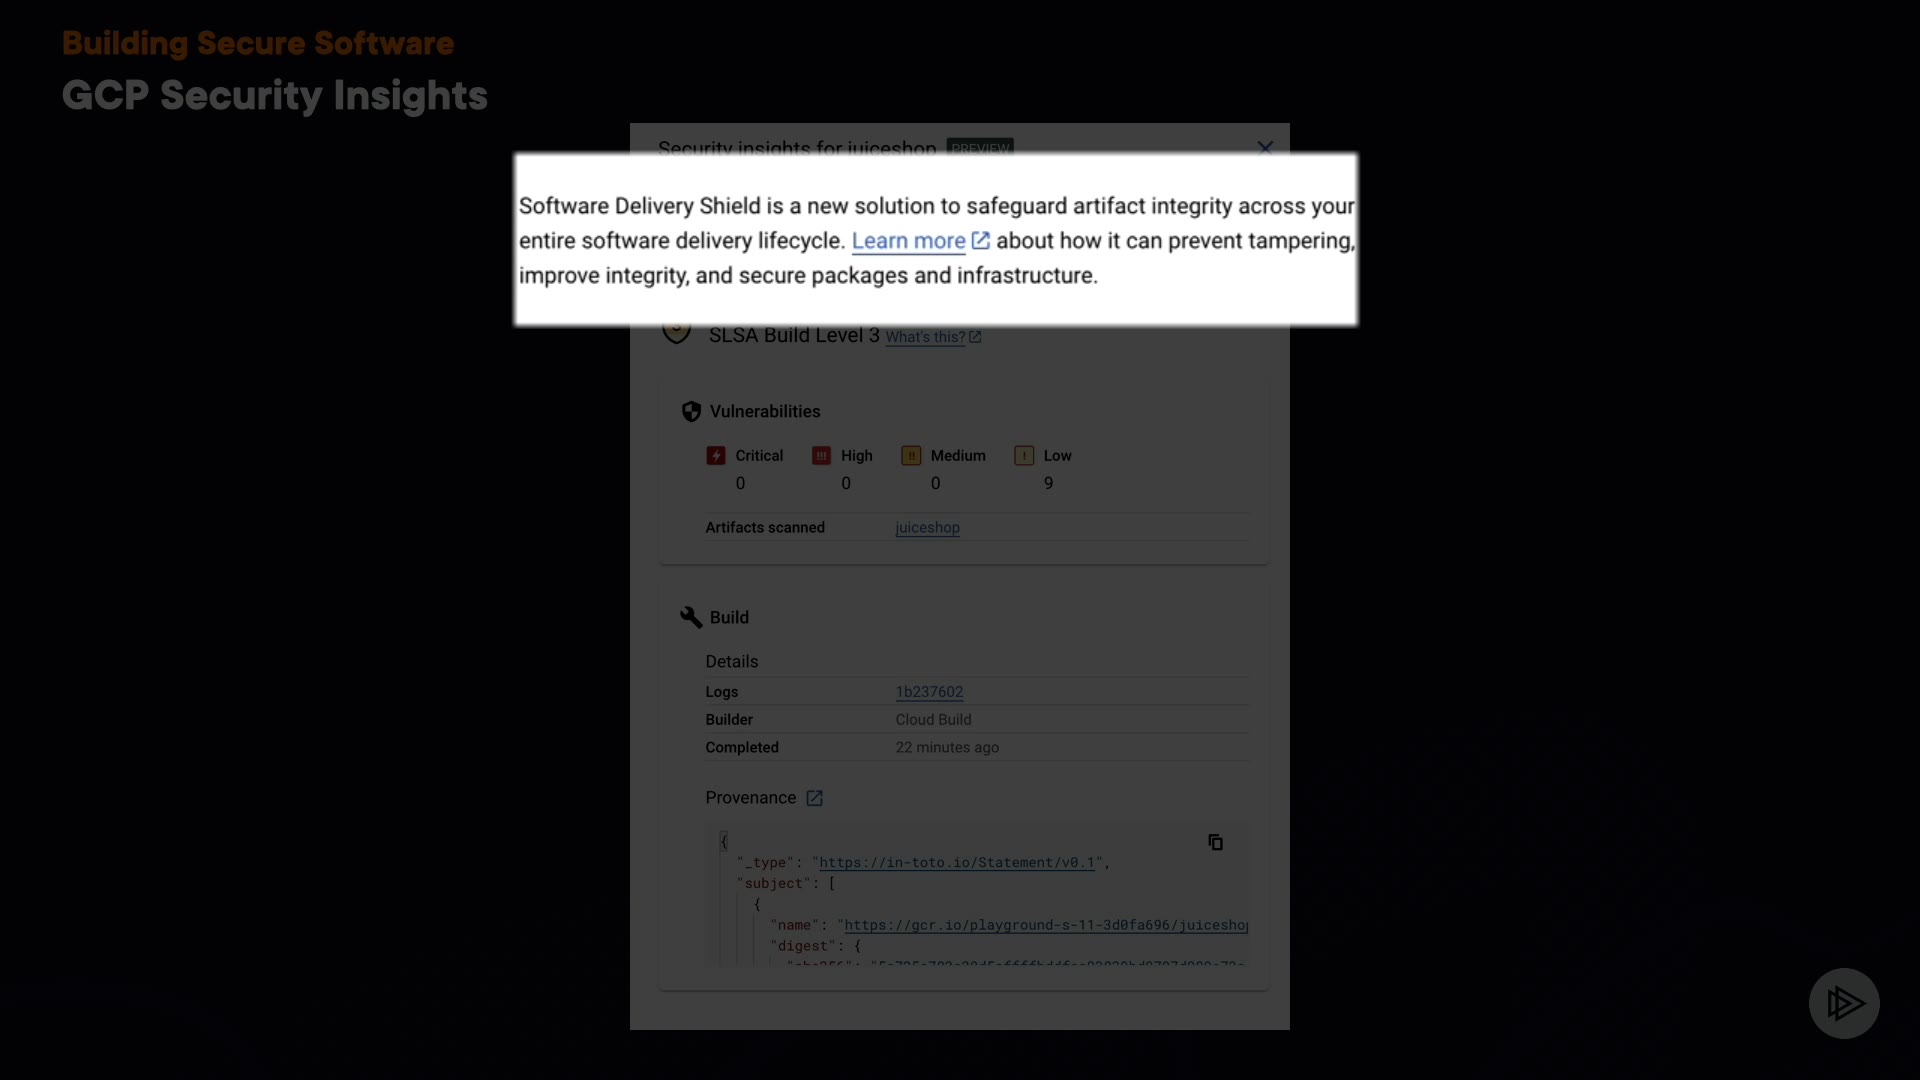 Building Secure Software
GCP Security Insights
Security insights for juiceshop PREVIEW
Software Delivery Shield is a new solution to safeguard artifact integrity across your
entire software delivery lifecycle. Learn more about how it can prevent tampering,
improve integrity, and secure packages and infrastructure.
SLSA Build Level 3 What's this?
Vulnerabilities
Critical High Medium Low
0 0 0 9
Artifacts scanned juiceshop
Build
Details
Logs 1b237602
Builder Cloud Build
Completed 22 minutes ago
Provenance
{
"_type": "https://in-toto.io/Statement/v0.1",
"subject": [
{
"name": "https://gcr.io/playground-s-11-3d0fa696/juiceshop
"digest": {